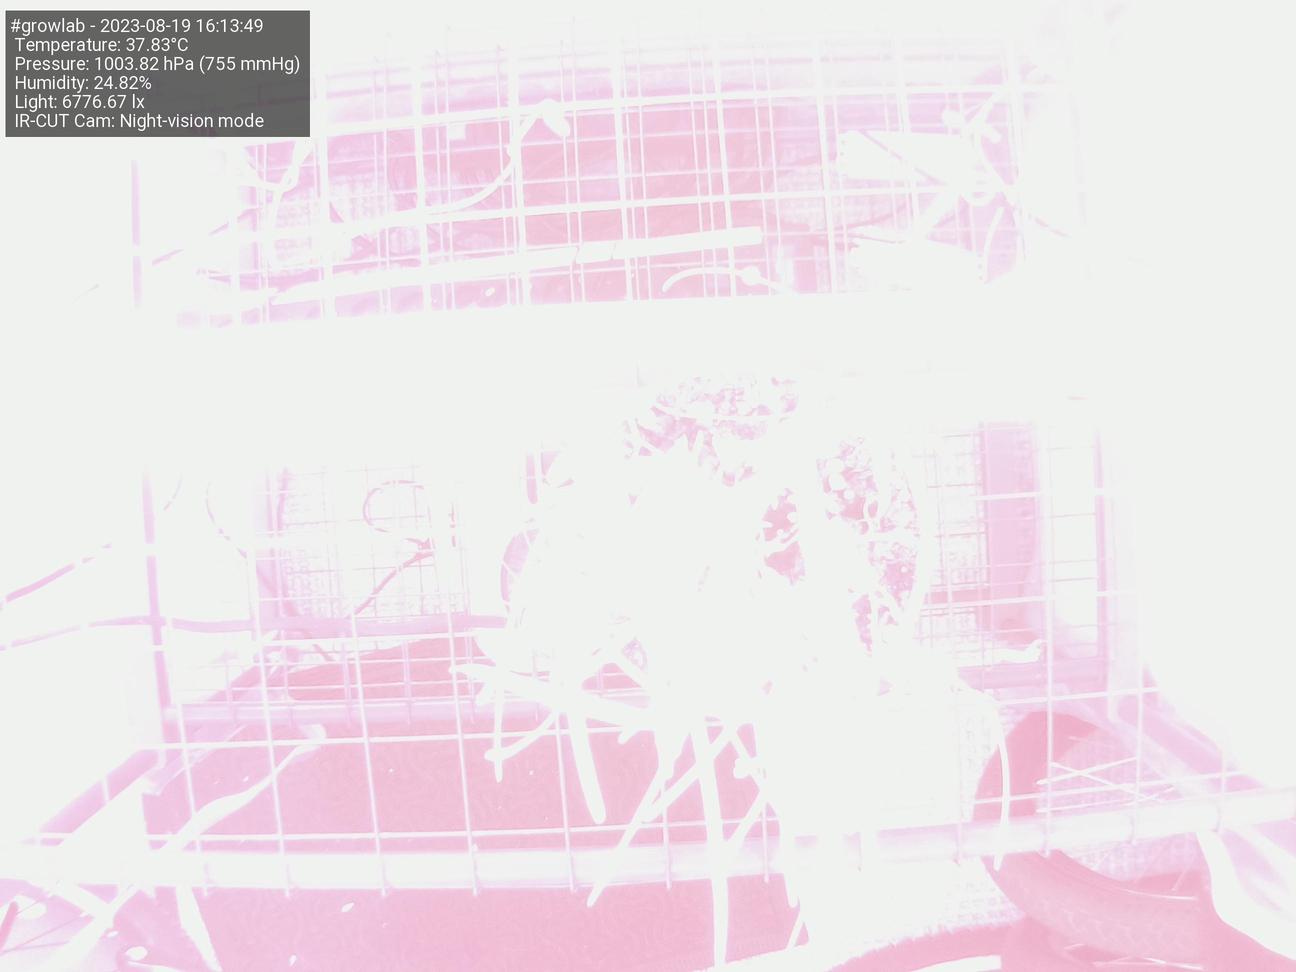 #growlab - 2023-08-19 16:13:49
Temperature: 37.83°C
Pressure: 1003.82 hPa (755 mmHg)
Humidity: 24.82%
Light: 6776.67 lx
IR-CUT Cam: Night-vision mode